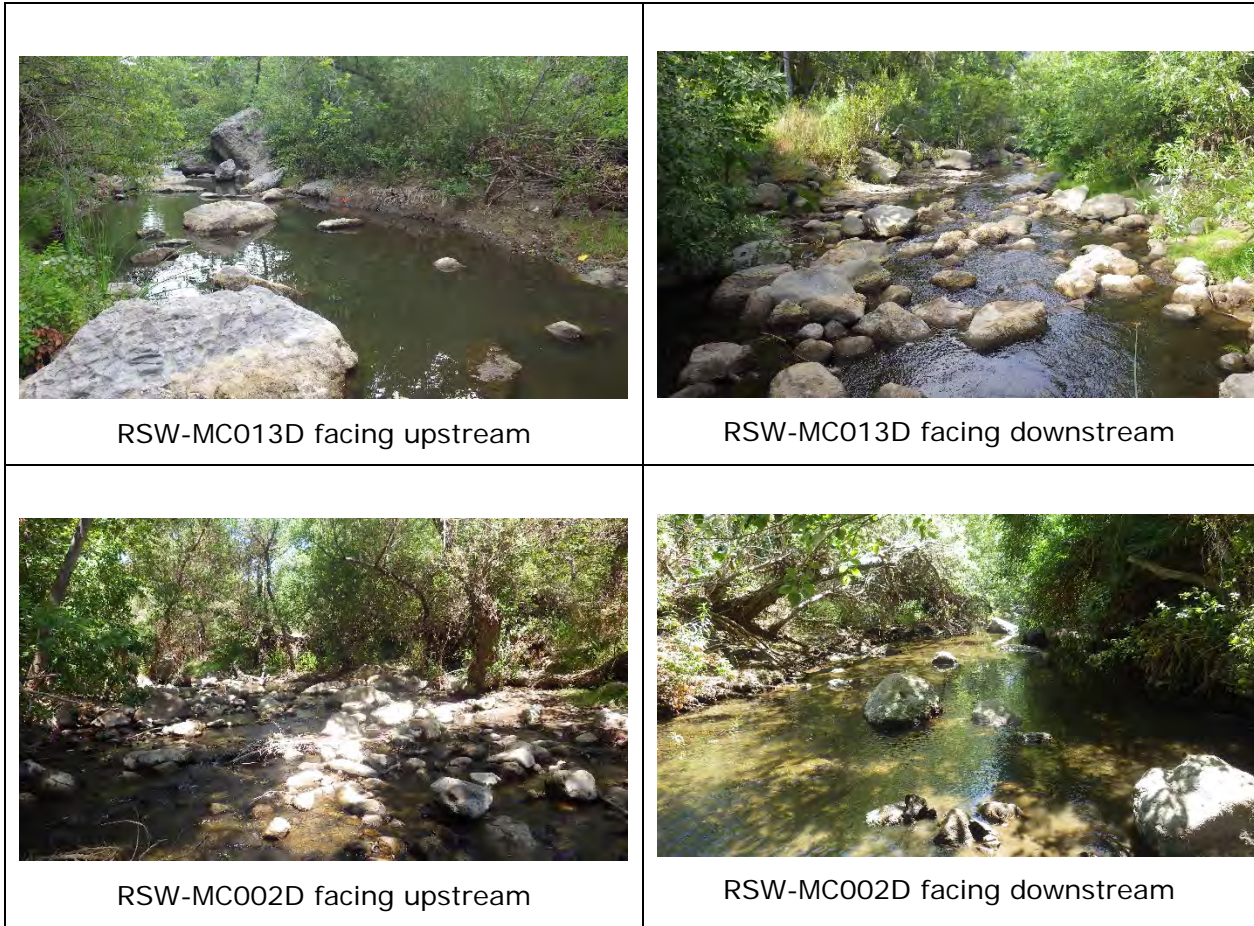 RSW-MC013D facing upstream
RSW-MC013D facing downstream
RSW-MC002D facing upstream
RSW-MC002D facing downstream